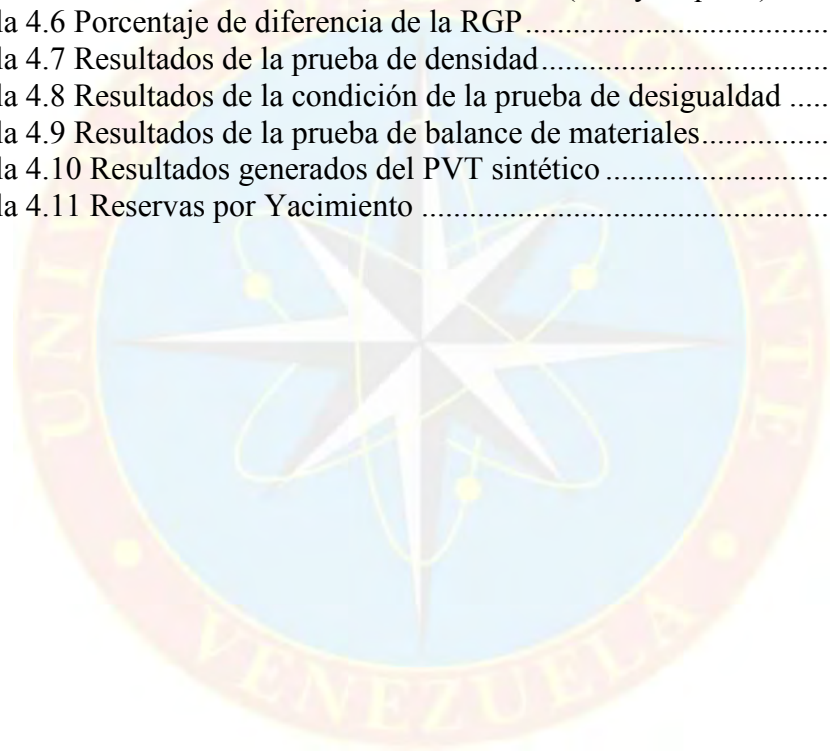 la 4.6 Porcentaje de diferencia de la RGP..................................
la 4.7 Resultados de la prueba de densidad................................
la 4.8 Resultados de la condición de la prueba de desigualdad .....
la 4.9 Resultados de la prueba de balance de materiales..............
la 4.10 Resultados generados del PVT sintético ..........................
la 4.11 Reservas por Yacimiento ................................................
VENEZUELA